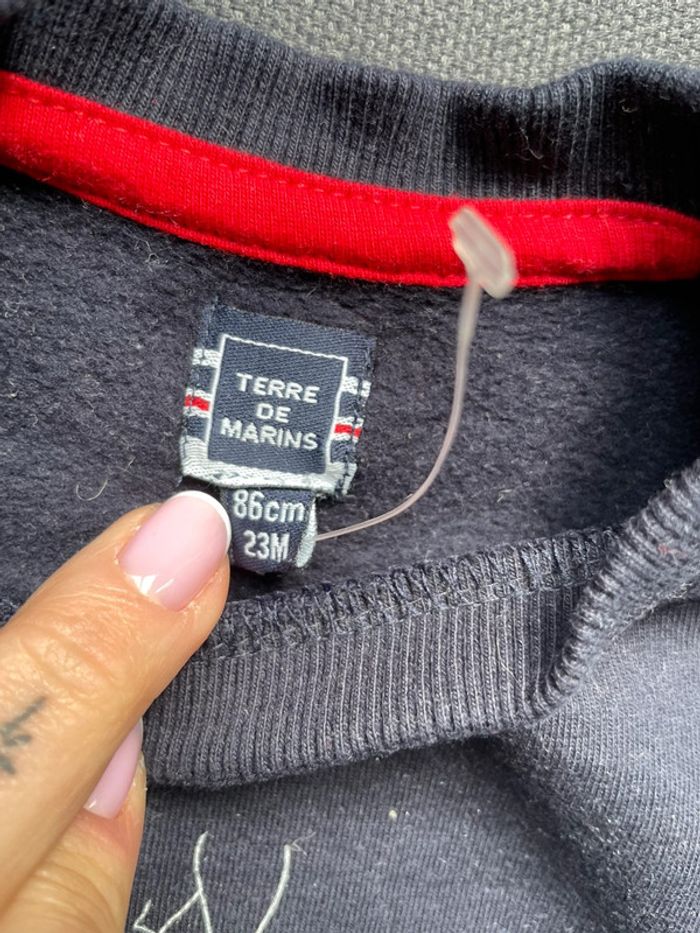 TERRE
DE
MARINS
86cm
23M